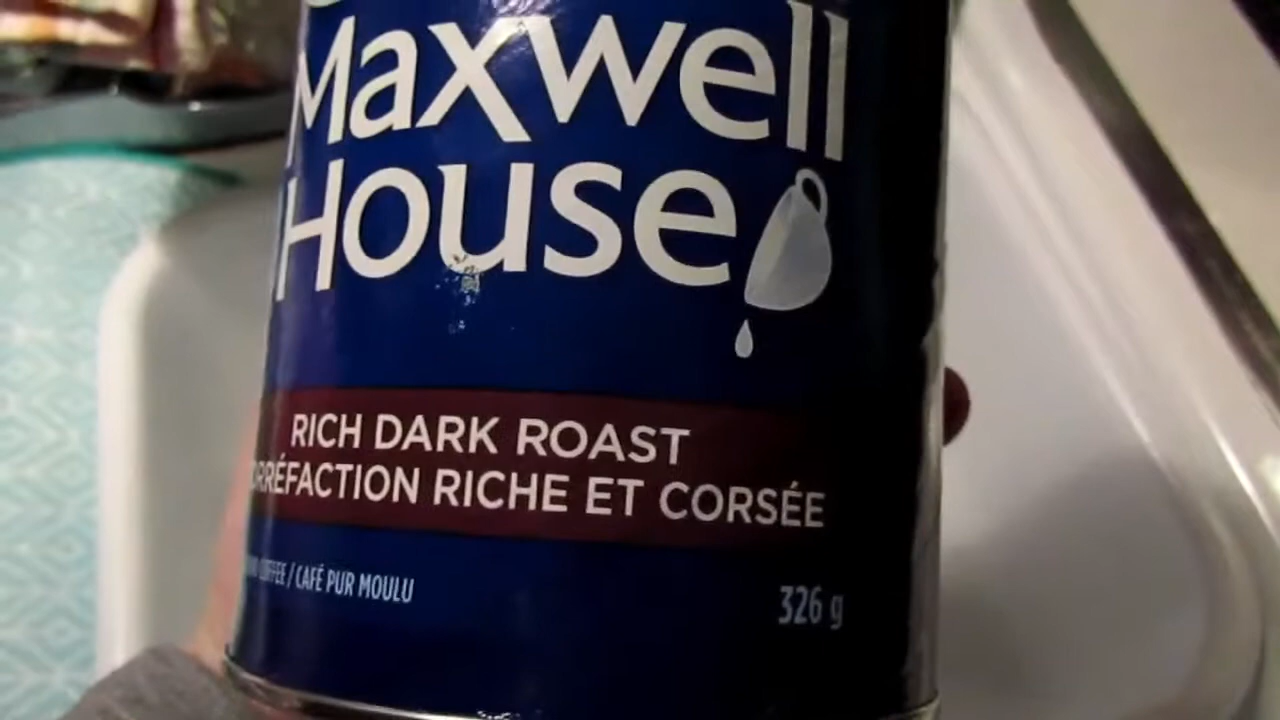 Maxwell
House
RICH DARK ROAST
RICHE ET CORSÉE
/ CAFÉ PUR MOULU
326 g